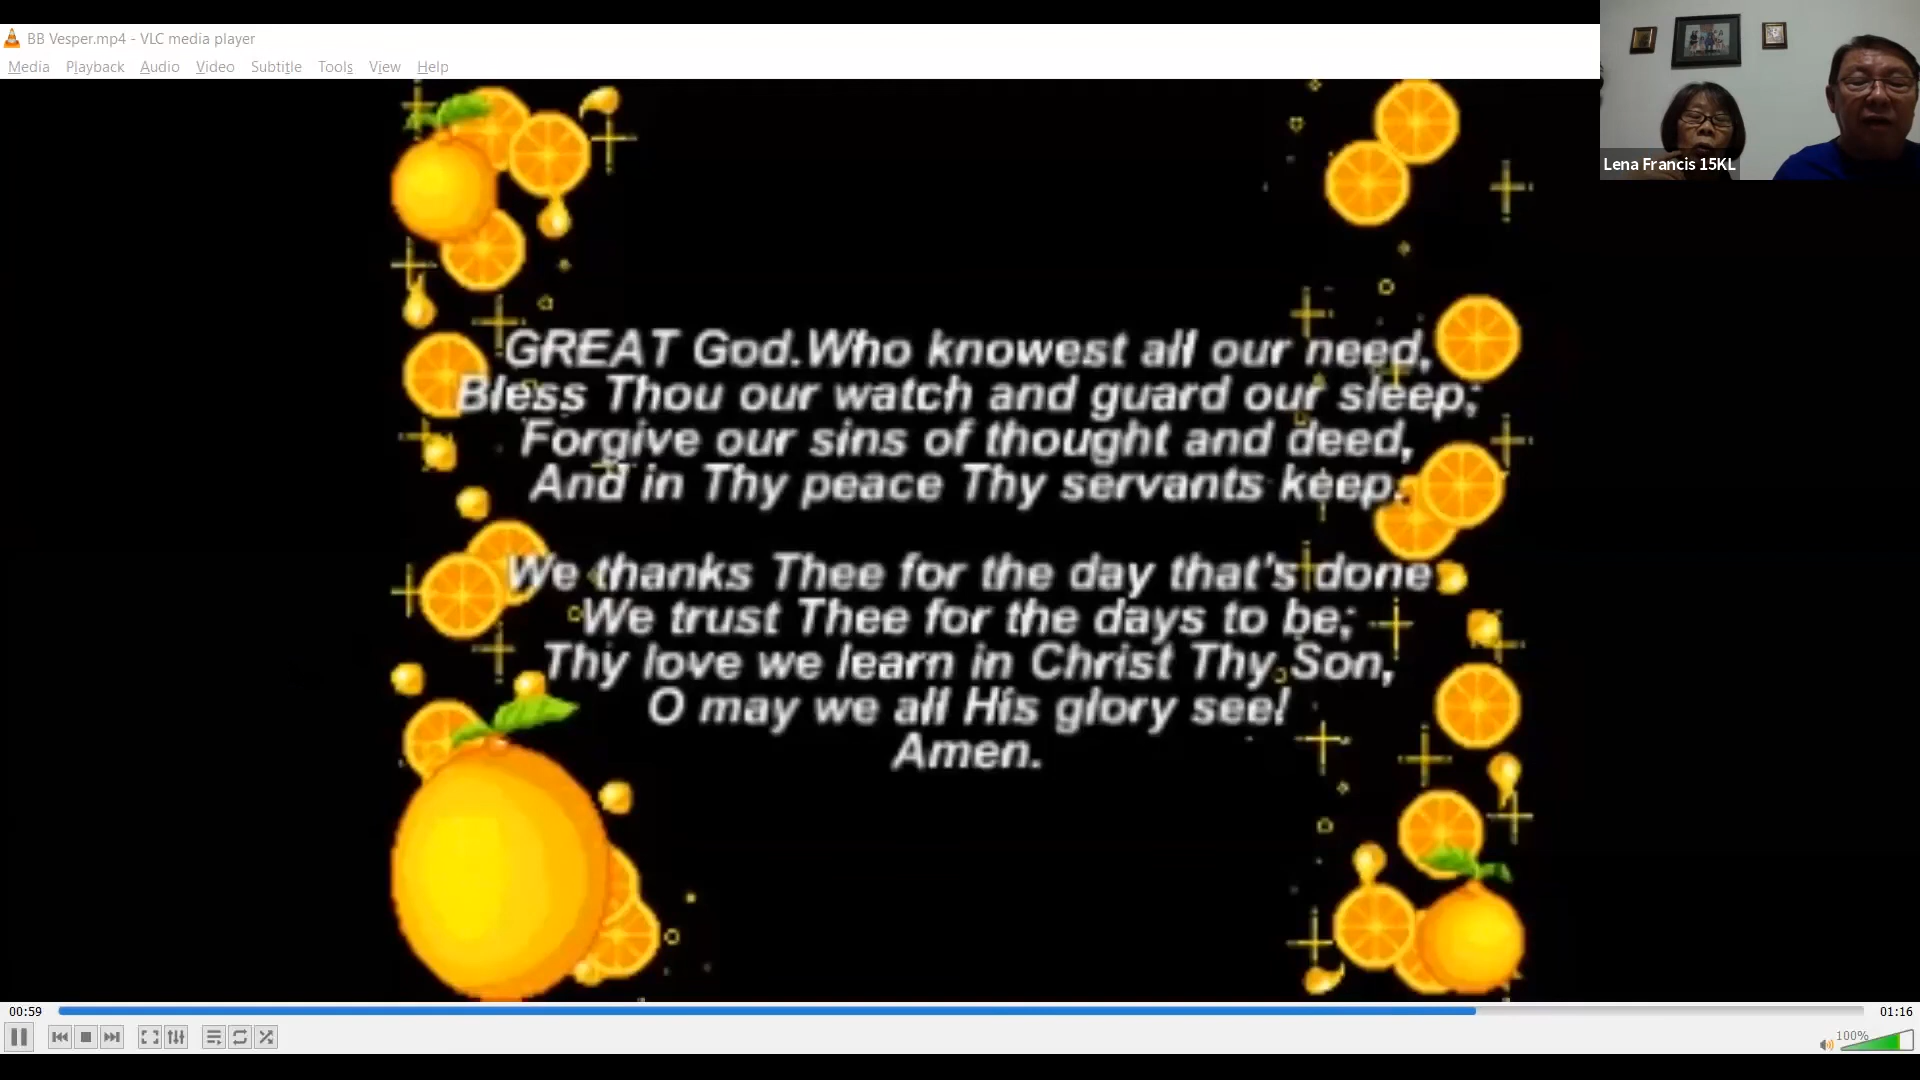 BB Vesper.mp4 - VLC media player
Media Playback Audio Video Subtitle Tools View Help
Lena Francis 15KL
GREAT God.Who knowest all our need,
Bless Thou our watch and guard our sleep;
Forgive our sins of thought and deed,
And in Thy peace Thy servants keep.
We thanks Thee for the day that's done
We trust Thee for the days to be;
Thy love we learn in Christ Thy Son,
O may we all His glory see!
Amen.
00:59
01:16
100%